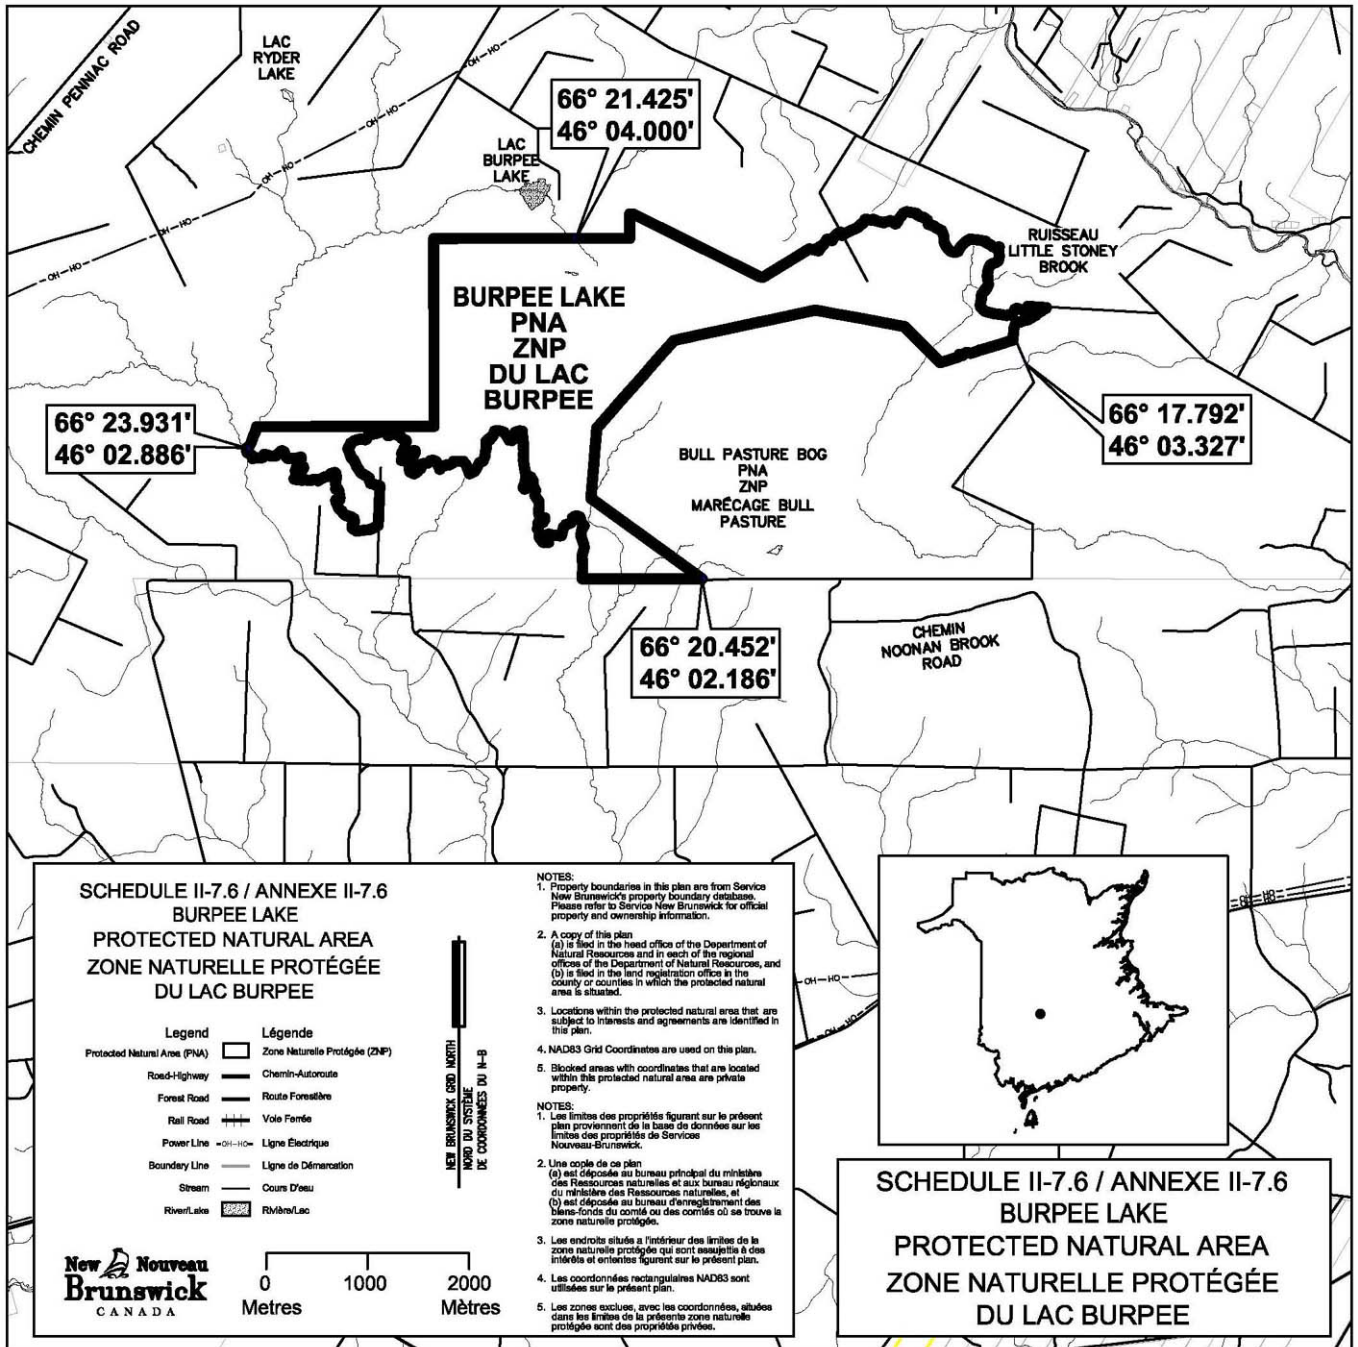 CHEMIN PENNIAC ROAD
LAC
RYDER
LAKE
OH-HO
OH-HO
OH-HO
OH-HO
OH-HO
66° 21.425'
46° 04.000'
LAC
BURPEE
LAKE
RUISSEAU
LITTLE STONEY
BROOK
BURPEE LAKE
PNA
ZNP
DU LAC
BURPEE
66° 23.931'
46° 02.886'
66° 17.792'
46° 03.327'
BULL PASTURE BOG
PNA
ZNP
MARÉCAGE BULL
PASTURE
66° 20.452'
46° 02.186'
CHEMIN
NOONAN BROOK
ROAD
OH-HO
OH-HO
OH-HO
OH-HO
SCHEDULE II-7.6 / ANNEXE II-7.6
BURPEE LAKE
PROTECTED NATURAL AREA
ZONE NATURELLE PROTÉGÉE
DU LAC BURPEE
Legend Légende
Protected Natural Area (PNA) Zone Naturelle Protégée (ZNP)
Road-Highway Chemin-Autoroute
Forest Road Route Forestière
Rail Road Voie Ferrée
Power Line -OH-HO- Ligne Électrique
Boundary Line Ligne de Démarcation
Stream Cours D'eau
River/Lake Rivière/Lac
NEW BRUNSWICK GRID NORTH
NORD DU SYSTÈME
DE COORDONNÉES DU N-B
New Nouveau
Brunswick
CANADA
0 1000 2000
Metres Mètres
NOTES:
1. Property boundaries in this plan are from Service
New Brunswick's property boundary database.
Please refer to Service New Brunswick for official
property and ownership information.
2. A copy of this plan
(a) is filed in the head office of the Department of
Natural Resources and in each of the regional
offices of the Department of Natural Resources, and
(b) is filed in the land registration office in the
county or counties in which the protected natural
area is situated.
3. Locations within the protected natural area that are
subject to interests and agreements are identified in
this plan.
4. NAD83 Grid Coordinates are used on this plan.
5. Blocked areas with coordinates that are located
within this protected natural area are private
property.
NOTES:
1. Les limites des propriétés figurant sur le présent
plan proviennent de la base de données sur les
limites des propriétés de Services
Nouveau-Brunswick.
2. Une copie de ce plan
(a) est déposée au bureau principal du ministère
des Ressources naturelles et aux bureau régionaux
du ministère des Ressources naturelles, et
(b) est déposée au bureau d'enregistrement des
biens-fonds du comté ou des comtés où se trouve la
zone naturelle protégée.
3. Les endroits situés a l'intérieur des limites de la
zone naturelle protégée qui sont assujettis à des
intérêts et ententes figurent sur le présent plan.
4. Les coordonnées rectangulaires NAD83 sont
utilisées sur le présent plan.
5. Les zones exclues, avec les coordonnées, situées
dans les limites de la présente zone naturelle
protégée sont des propriétés privées.
SCHEDULE II-7.6 / ANNEXE II-7.6
BURPEE LAKE
PROTECTED NATURAL AREA
ZONE NATURELLE PROTÉGÉE
DU LAC BURPEE